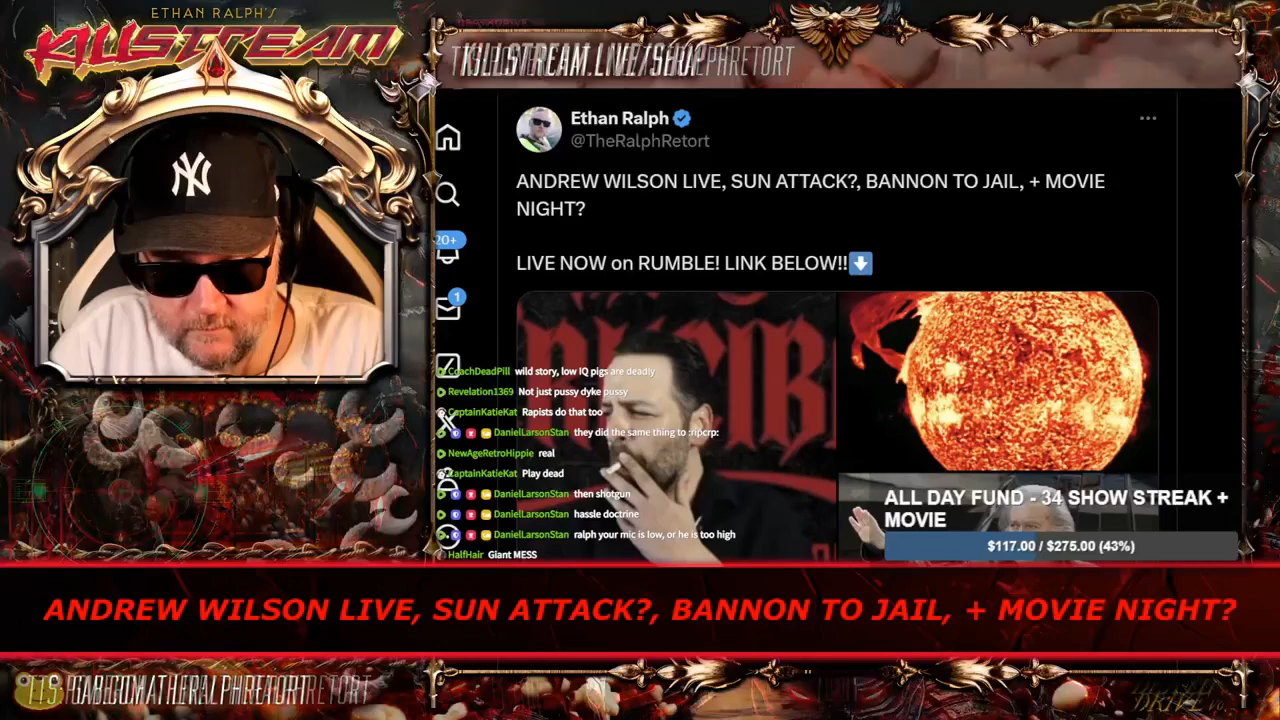 ETHAN RALPH'S
KILLSTREAM
KILLSTREAM.LIVE/
NY
Ethan Ralph
@TheRalphRetort
ANDREW WILSON LIVE, SUN ATTACK?, BANNON TO JAIL, + MOVIE
NIGHT?
20+
LIVE NOW on RUMBLE! LINK BELOW!!
1
CoachDeadPill wild story, low IQ pigs are deadly
Revelation1369 Not just pussy dyke pussy
CaptainKatieKat Rapists do that too
DanielLarsonStan they did the same thing to :ripcrp:
NewAgeRetroHippie real
CaptainKatieKat Play dead
DanielLarsonStan then shotgun
DanielLarsonStan hassle doctrine
DanielLarsonStan ralph your mic is low, or he is too high
HalfHair Giant MESS
ALL DAY FUND - 34 SHOW STREAK +
MOVIE
$117.00 / $275.00 (43%)
ANDREW WILSON LIVE, SUN ATTACK?, BANNON TO JAIL, + MOVIE NIGHT?